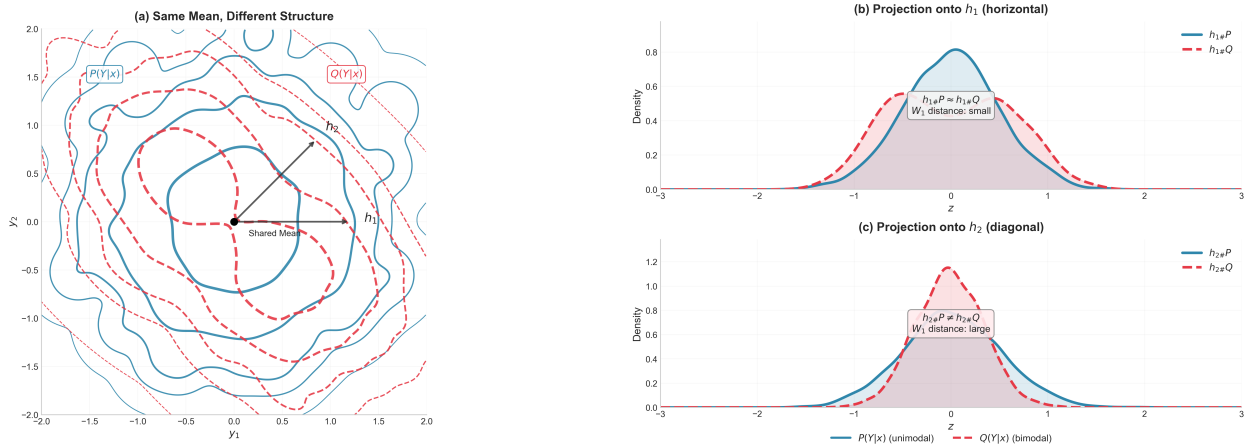 (a) Same Mean, Different Structure
2.0
1.5
1.0
0.5
0.0
−0.5
−1.0
−1.5
−2.0
y₂
P(Y|x)
Q(Y|x)
h₂
h₁
Shared Mean
−2.0 −1.5 −1.0 −0.5 0.0 0.5 1.0 1.5 2.0
y₁
(b) Projection onto h₁ (horizontal)
h₁#P
h₁#Q
0.8
0.6
0.4
0.2
0.0
Density
h₁#P ≈ h₁#Q
W₁ distance: small
−3 −2 −1 0 1 2 3
z
(c) Projection onto h₂ (diagonal)
h₂#P
h₂#Q
1.2
1.0
0.8
0.6
0.4
0.2
0.0
Density
h₂#P ≠ h₂#Q
W₁ distance: large
−3 −2 −1 0 1 2 3
z
P(Y|x) (unimodal) Q(Y|x) (bimodal)